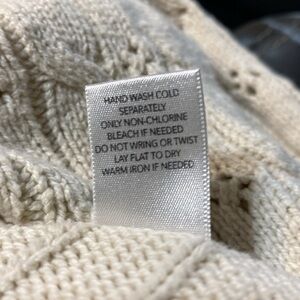 HAND WASH COLD
SEPARATELY
ONLY NON-CHLORINE
BLEACH IF NEEDED
DO NOT WRING OR TWIST
LAY FLAT TO DRY
WARM IRON IF NEEDED